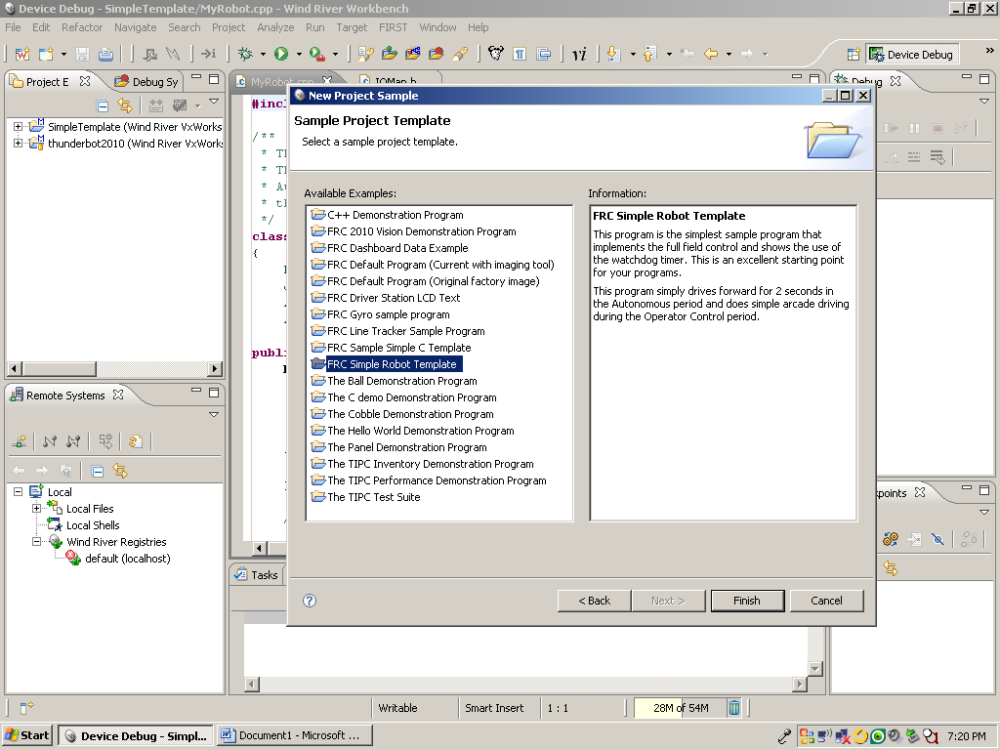 Device Debug - SimpleTemplate/MyRobot.cpp - Wind River Workbench
File Edit Refactor Navigate Search Project Analyze Run Target FIRST Window Help
Device Debug
Project E
Debug Sy
MyRobot.cpp
IOMap.h
Debug
SimpleTemplate (Wind River VxWorks
thunderbot2010 (Wind River VxWorks
#incl
/**
*
*
*
*
*/
class
{
publi
New Project Sample
Sample Project Template
Select a sample project template.
Available Examples:
C++ Demonstration Program
FRC 2010 Vision Demonstration Program
FRC Dashboard Data Example
FRC Default Program (Current with imaging tool)
FRC Default Program (Original factory image)
FRC Driver Station LCD Text
FRC Gyro sample program
FRC Line Tracker Sample Program
FRC Sample Simple C Template
FRC Simple Robot Template
The Ball Demonstration Program
The C demo Demonstration Program
The Cobble Demonstration Program
The Hello World Demonstration Program
The Panel Demonstration Program
The TIPC Inventory Demonstration Program
The TIPC Performance Demonstration Program
The TIPC Test Suite
Information:
FRC Simple Robot Template
This program is the simplest sample program that
implements the full field control and shows the use of
the watchdog timer. This is an excellent starting point
for your programs.
This program simply drives forward for 2 seconds in
the Autonomous period and does simple arcade driving
during the Operator Control period.
< Back
Next >
Finish
Cancel
Remote Systems
Local
Local Files
Local Shells
Wind River Registries
default (localhost)
Tasks
points
Writable
Smart Insert
1 : 1
28M of 54M
Start
Device Debug - Simpl...
Document1 - Microsoft ...
7:20 PM